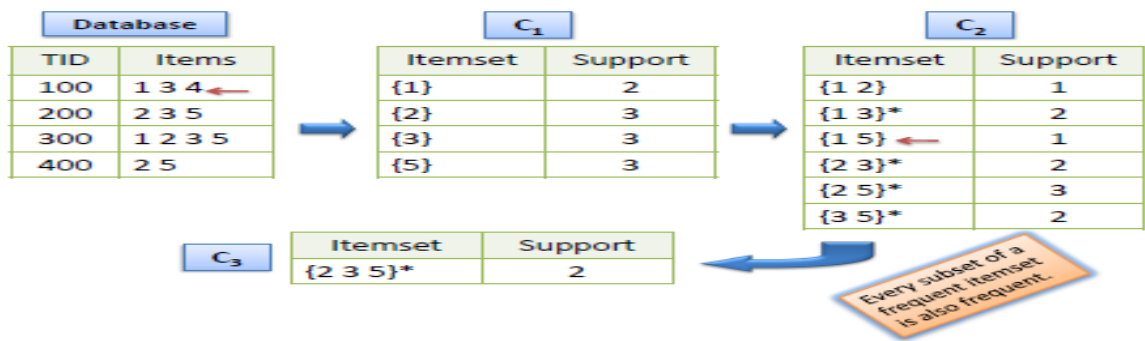 Database
TID Items
100 1 3 4
200 2 3 5
300 1 2 3 5
400 2 5
C1
Itemset Support
{1} 2
{2} 3
{3} 3
{5} 3
C2
Itemset Support
{1 2} 1
{1 3}* 2
{1 5} 1
{2 3}* 2
{2 5}* 3
{3 5}* 2
C3
Itemset Support
{2 3 5}* 2
Every subset of a
frequent itemset
is also frequent.